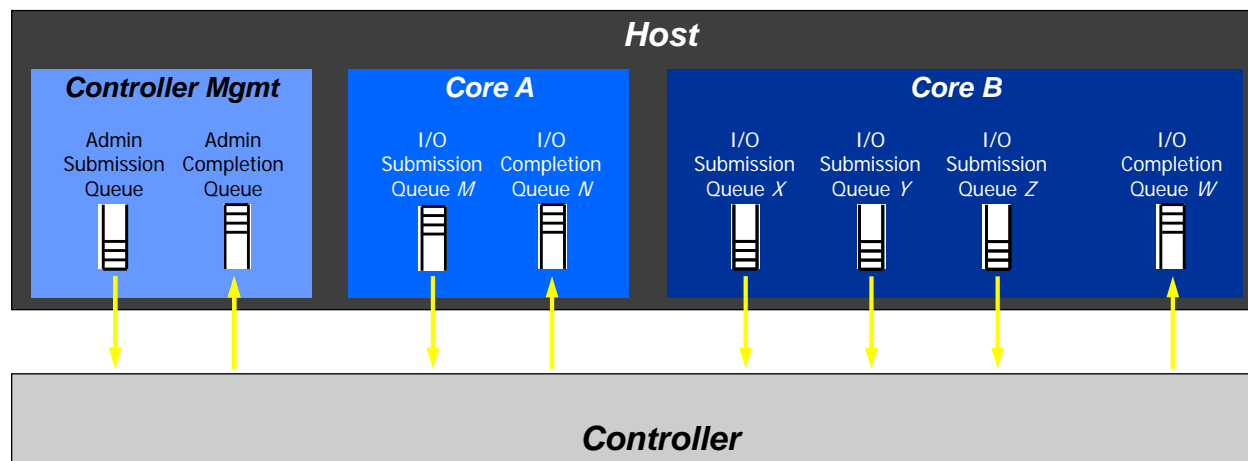 Host
Controller Mgmt
Core A
Core B
Admin
Submission
Queue
Admin
Completion
Queue
I/O
Submission
Queue M
I/O
Completion
Queue N
I/O
Submission
Queue X
I/O
Submission
Queue Y
I/O
Submission
Queue Z
I/O
Completion
Queue W
Controller